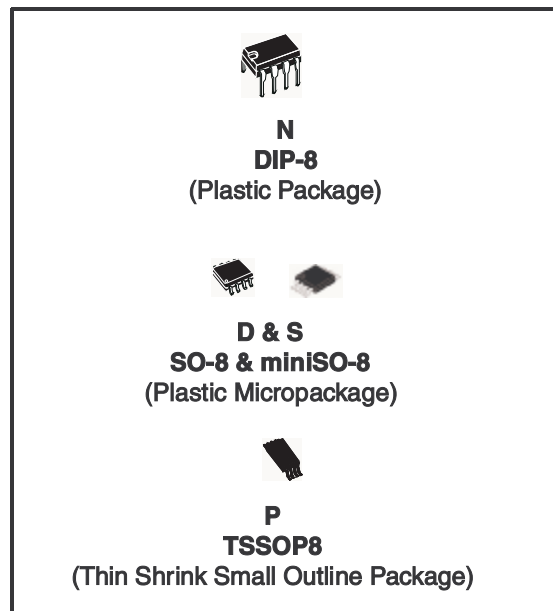 N
DIP-8
(Plastic Package)
D & S
SO-8 & miniSO-8
(Plastic Micropackage)
P
TSSOP8
(Thin Shrink Small Outline Package)